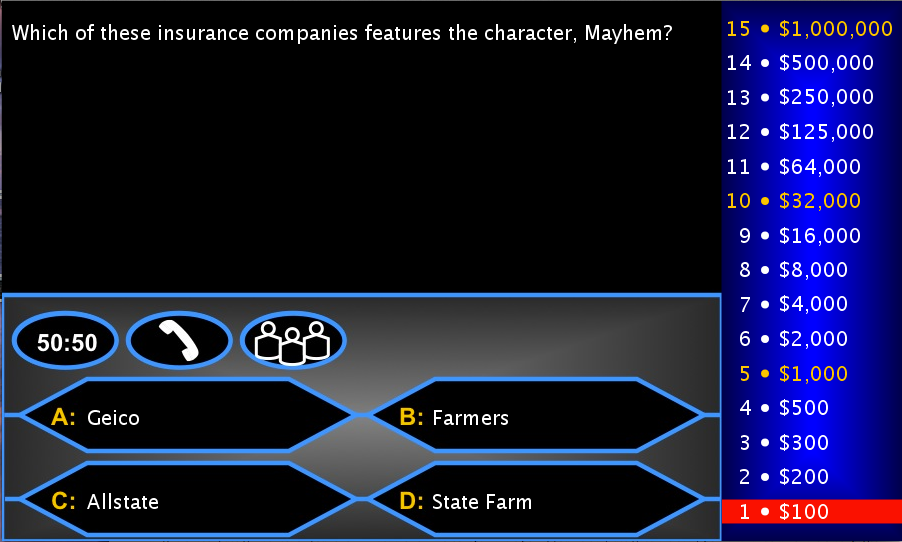 Which of these insurance companies features the character, Mayhem?
15 • $1,000,000
14 • $500,000
13 • $250,000
12 • $125,000
11 • $64,000
10 • $32,000
9 • $16,000
8 • $8,000
7 • $4,000
6 • $2,000
5 • $1,000
4 • $500
3 • $300
2 • $200
1 • $100
50:50
A: Geico
B: Farmers
C: Allstate
D: State Farm